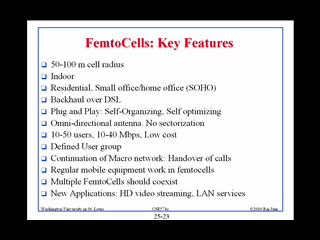 FemtoCells: Key Features
50-100 m cell radius
Indoor
Residential, Small office/home office (SOHO)
Backhaul over DSL
Plug and Play: Self-Organizing, Self optimizing
Omni-directional antenna. No sectorization
10-50 users, 10-40 Mbps, Low cost
Defined User group
Continuation of Macro network: Handover of calls
Regular mobile equipment work in femtocells
Multiple FemtoCells should coexist
New Applications: HD video streaming, LAN services
Washington University in St. Louis
©2010 Raj Jain
25-23